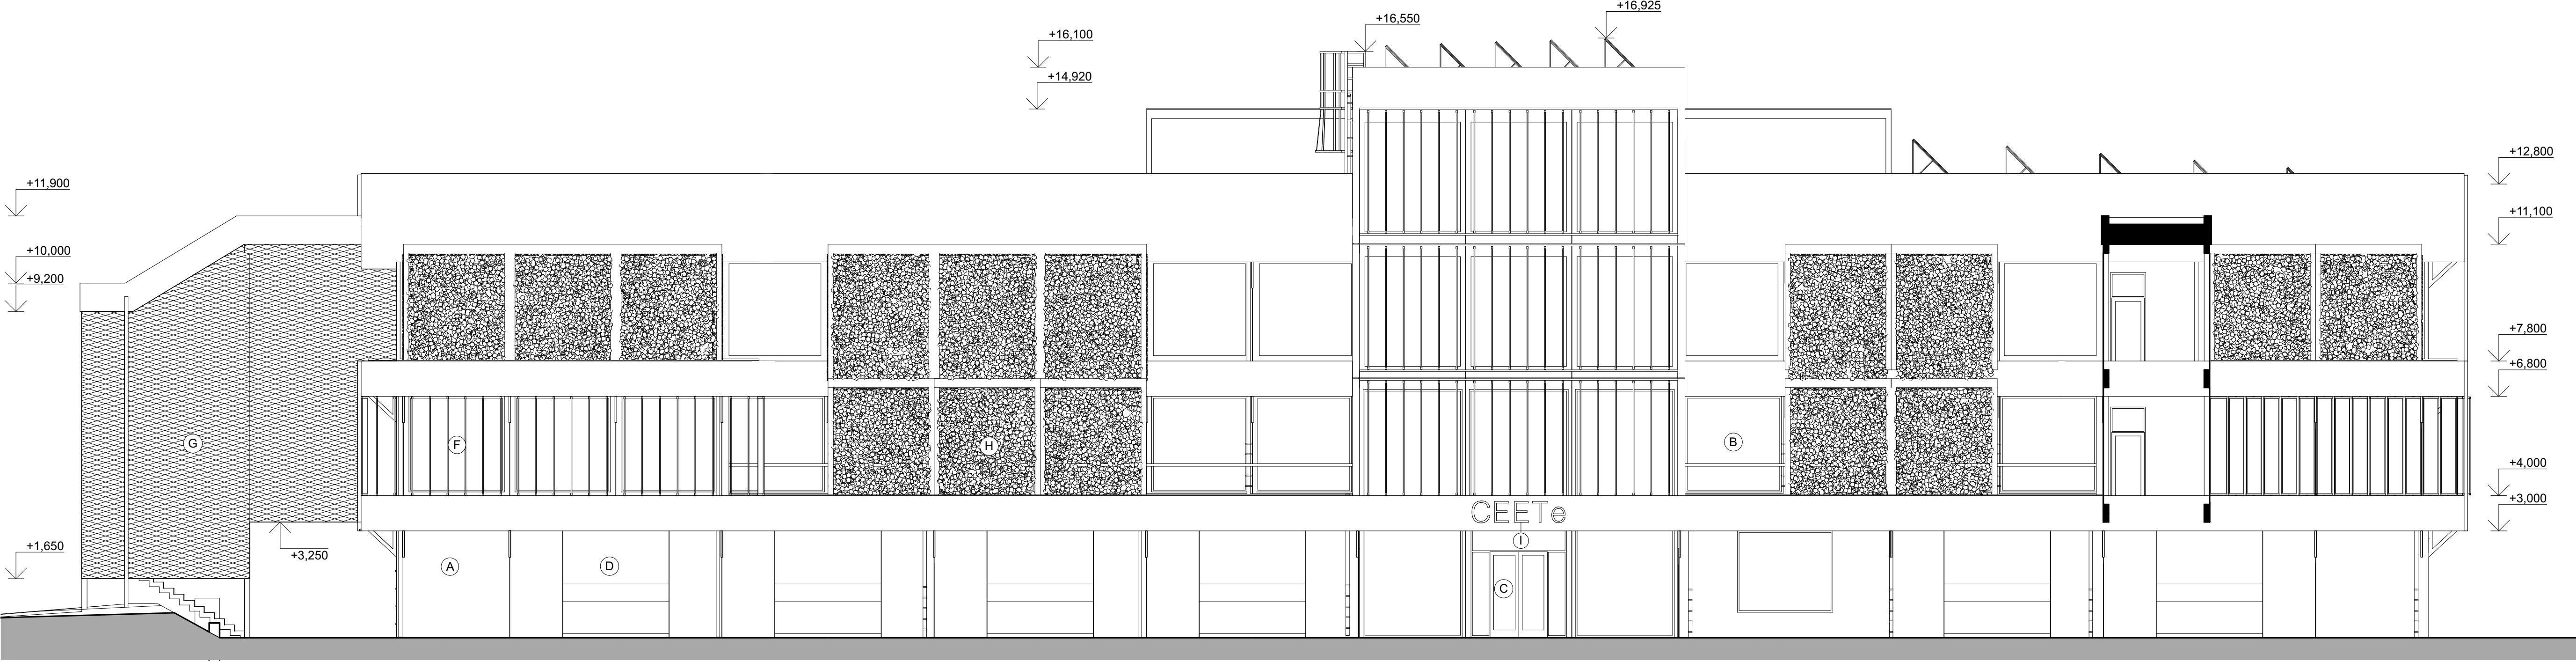 +16,925
+16,550
+16,100
+14,920
+12,800
+11,900
+11,100
+10,000
+9,200
+7,800
+6,800
G
F
H
B
+4,000
+3,000
CEETe
I
+1,650
+3,250
A
D
C